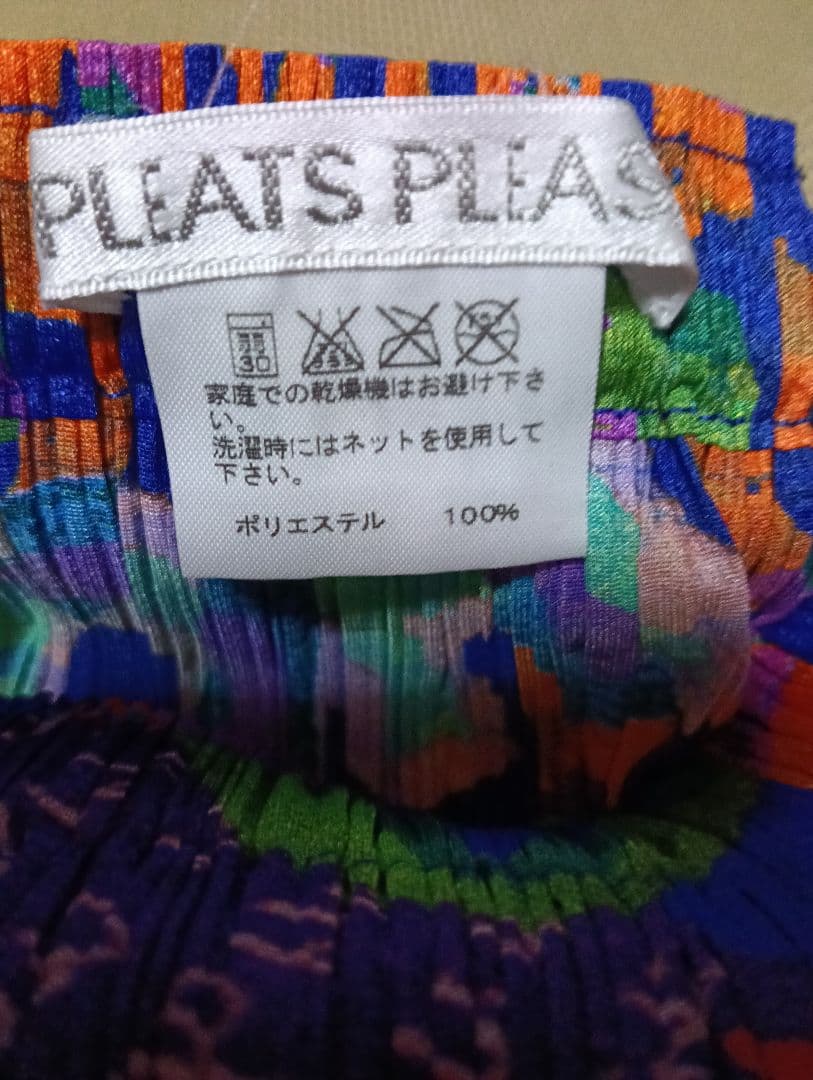 PLEATS PLEAS
弱
30
家庭での乾燥機はお避け下さ
い。
洗濯時にはネットを使用して
下さい。
ポリエステル 100%